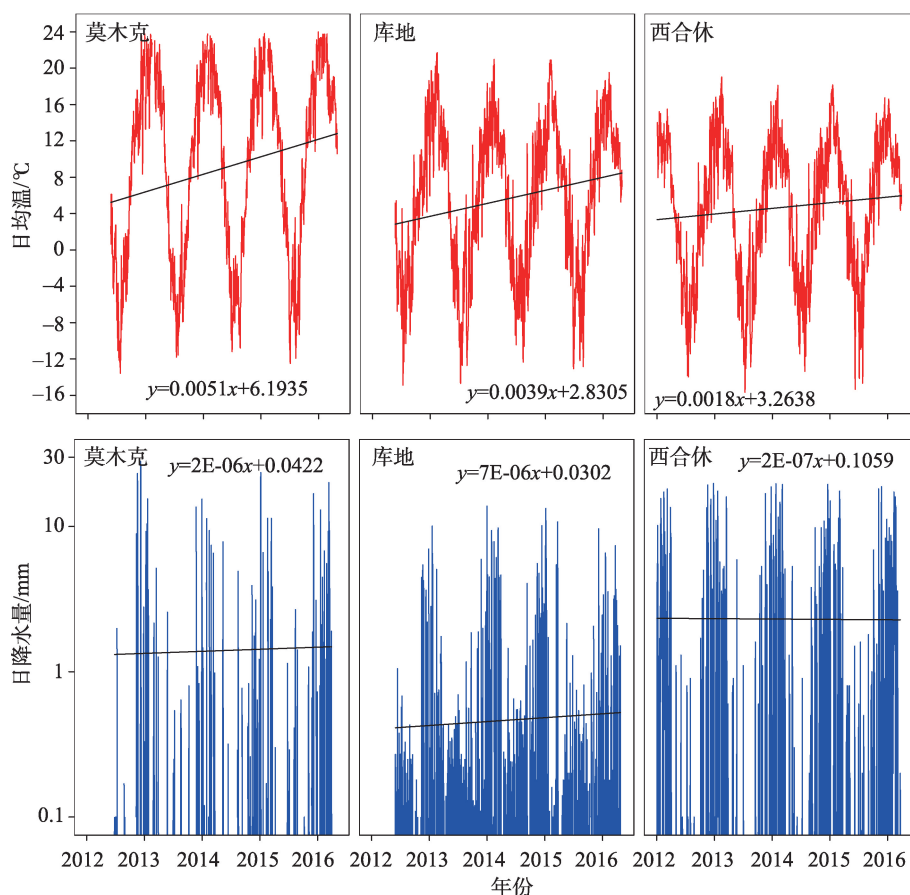 莫木克
库地
西合休
24
20
16
12
8
4
0
−4
−8
−12
−16
日均温/℃
y=0.0051x+6.1935
y=0.0039x+2.8305
y=0.0018x+3.2638
莫木克
库地
西合休
y=2E-06x+0.0422
y=7E-06x+0.0302
y=2E-07x+0.1059
30
10
1
0.1
日降水量/mm
2012 2013 2014 2015 2016
2012 2013 2014 2015 2016
2012 2013 2014 2015 2016
年份